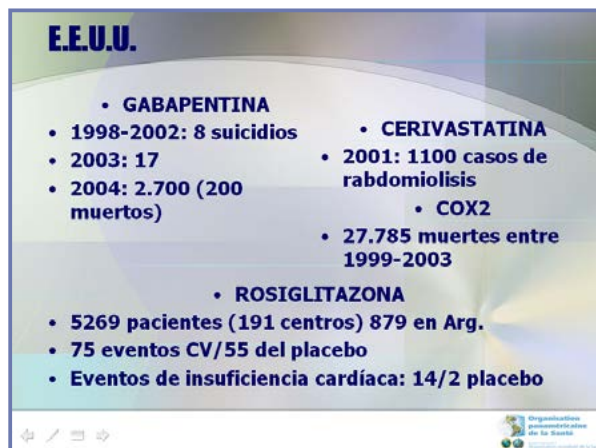 E.E.U.U.
• GABAPENTINA
• 1998-2002: 8 suicidios
• 2003: 17
• 2004: 2.700 (200
muertos)
• CERIVASTATINA
• 2001: 1100 casos de
rabdomiolisis
• COX2
• 27.785 muertes entre
1999-2003
• ROSIGLITAZONA
• 5269 pacientes (191 centros) 879 en Arg.
• 75 eventos CV/55 del placebo
• Eventos de insuficiencia cardíaca: 14/2 placebo
Organisation
panaméricaine
de la Santé